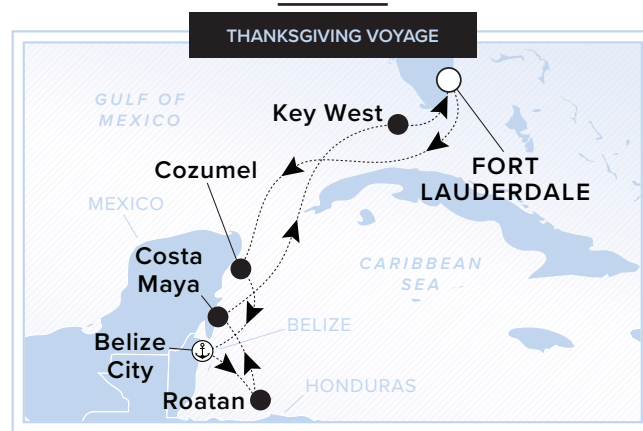 THANKSGIVING VOYAGE
GULF OF
MEXICO
Key West
FORT
LAUDERDALE
Cozumel
MEXICO
Costa
Maya
CARIBBEAN
SEA
BELIZE
Belize
City
HONDURAS
Roatan